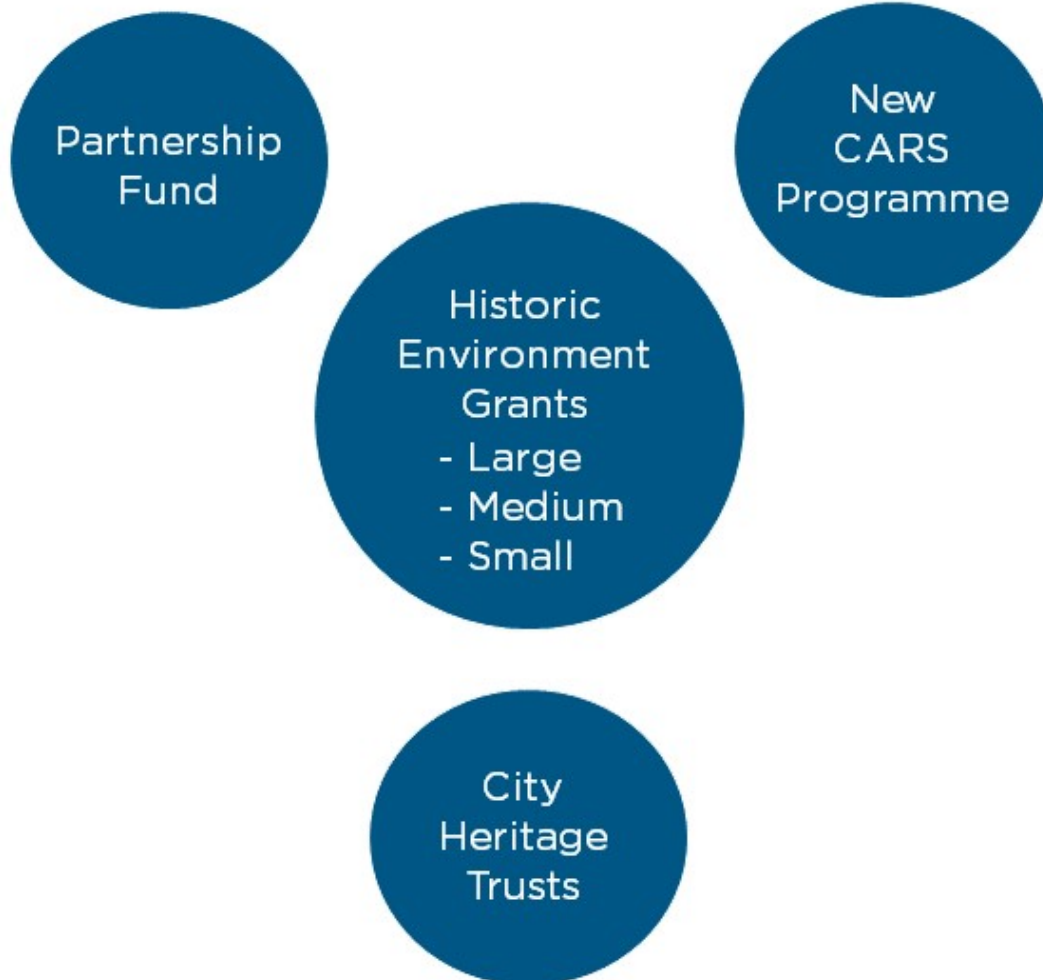 Partnership
Fund
New
CARS
Programme
Historic
Environment
Grants
- Large
- Medium
- Small
City
Heritage
Trusts